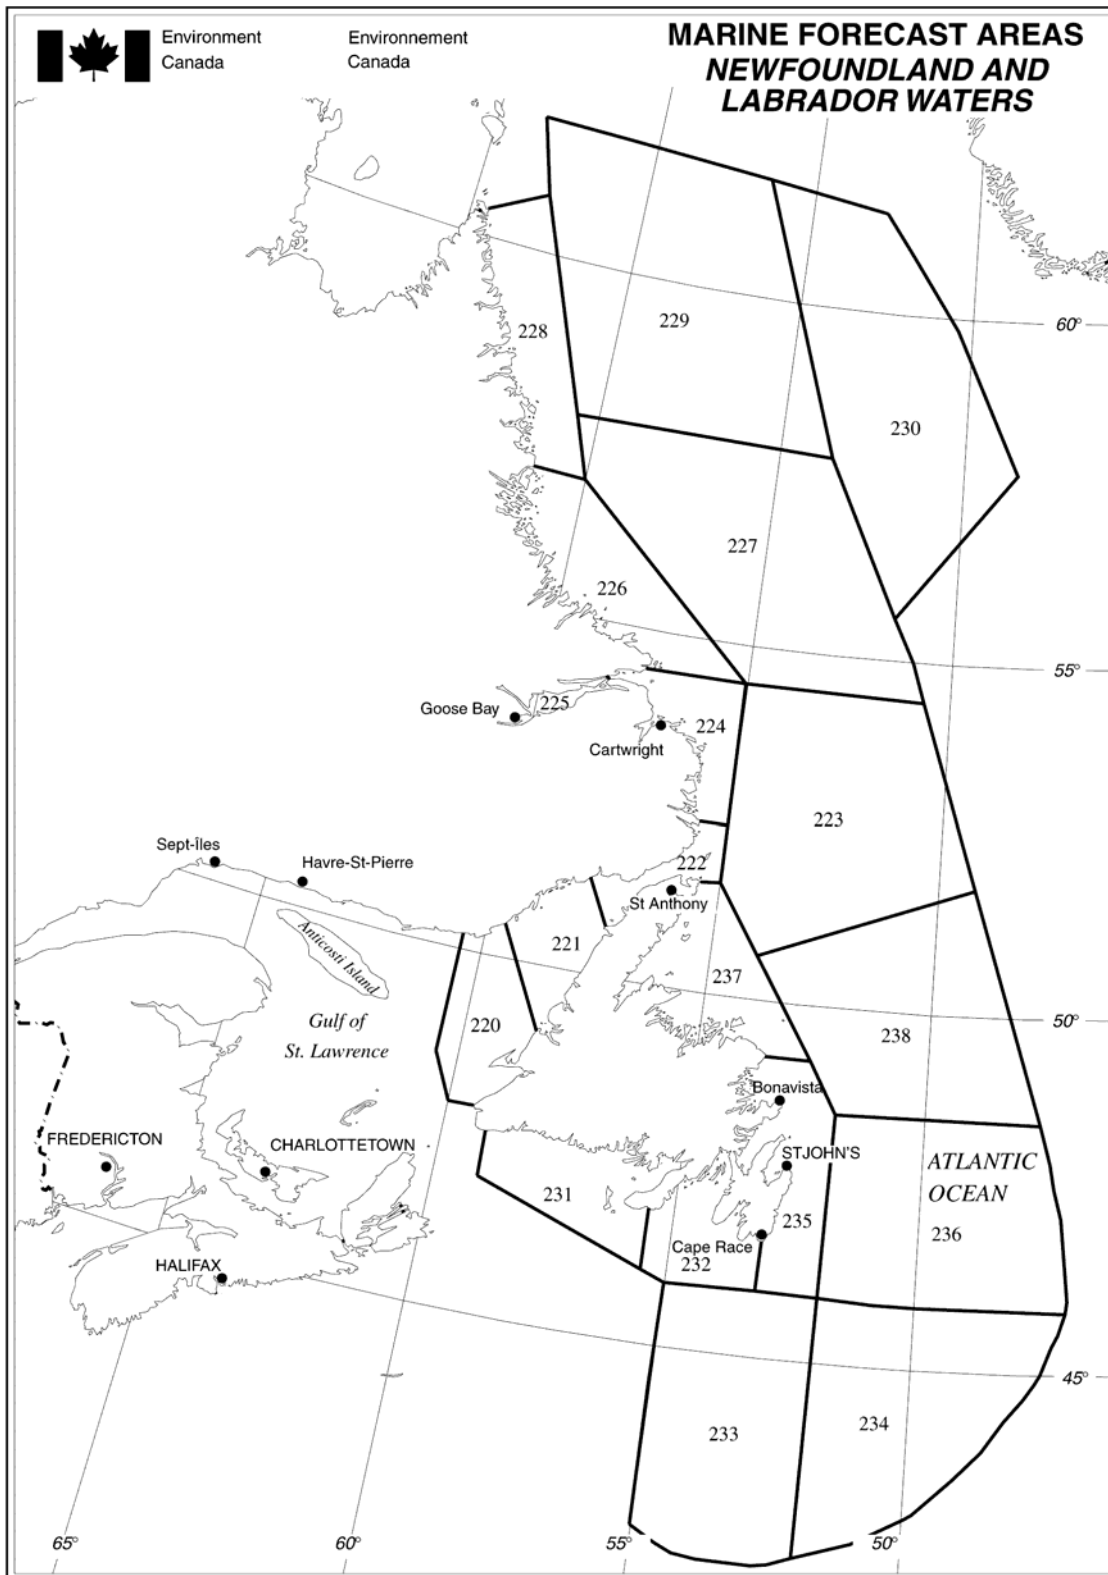 Environment
Canada
Environnement
Canada
MARINE FORECAST AREAS
NEWFOUNDLAND AND
LABRADOR WATERS
228
229
60°
230
227
226
55°
Goose Bay
225
224
Cartwright
223
Sept-Îles
Havre-St-Pierre
222
St Anthony
Anticosti Island
221
237
Gulf of
St. Lawrence
220
50°
238
Bonavista
FREDERICTON
CHARLOTTETOWN
STJOHN'S
ATLANTIC
OCEAN
231
235
236
Cape Race
232
HALIFAX
45°
233
234
65°
60°
55°
50°